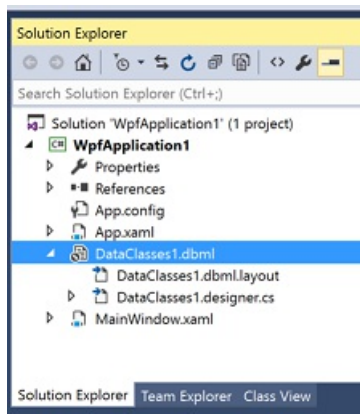 Solution Explorer
Search Solution Explorer (Ctrl+;)
Solution 'WpfApplication1' (1 project)
C# WpfApplication1
Properties
References
App.config
App.xaml
DataClasses1.dbml
DataClasses1.dbml.layout
DataClasses1.designer.cs
MainWindow.xaml
Solution Explorer Team Explorer Class View